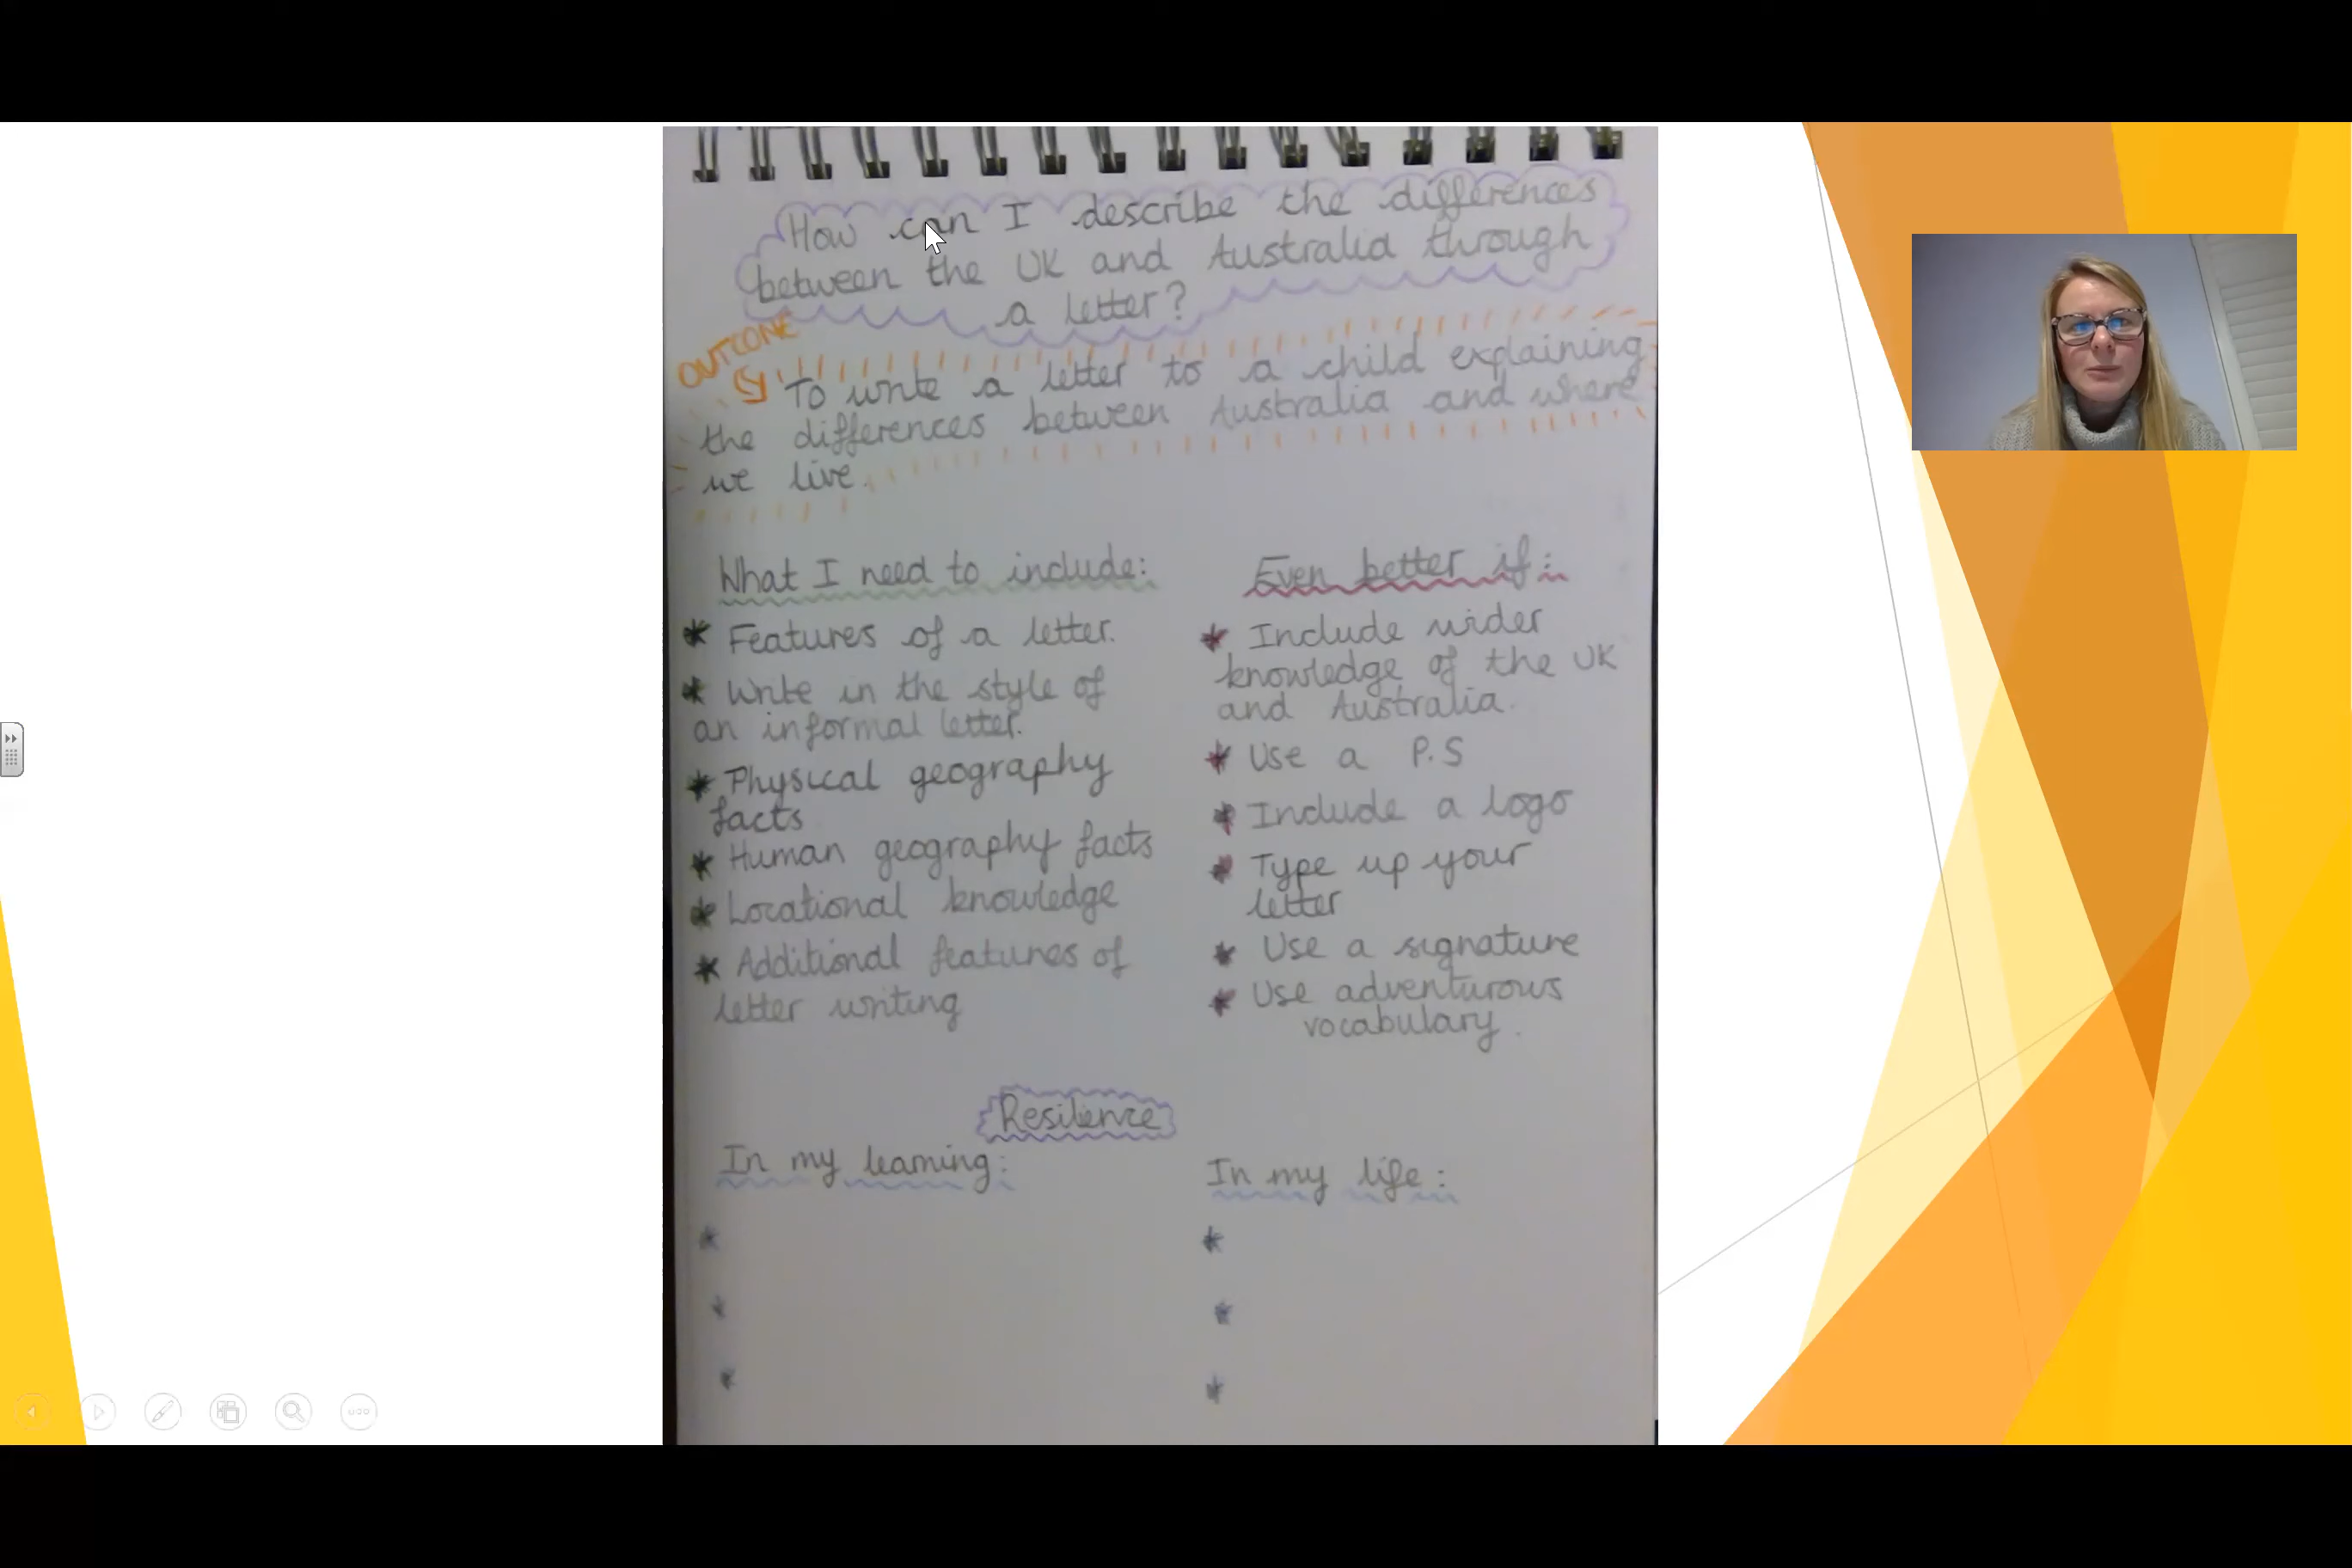 How can I describe the differences
between the UK and Australia through
a letter?
OUTCOME
To write a letter to a child explaining
the differences between Australia and where
we live.
What I need to include:
* Features of a letter.
* Write in the style of
an informal letter.
* Physical geography
facts
* Human geography facts
* Locational knowledge
* Additional features of
letter writing
Even better if:
* Include wider
knowledge of the UK
and Australia.
* Use a P.S
* Include a logo
* Type up your
letter
* Use a signature
* Use adventurous
vocabulary.
Resilience
In my learning:
*
*
*
In my life:
*
*
*